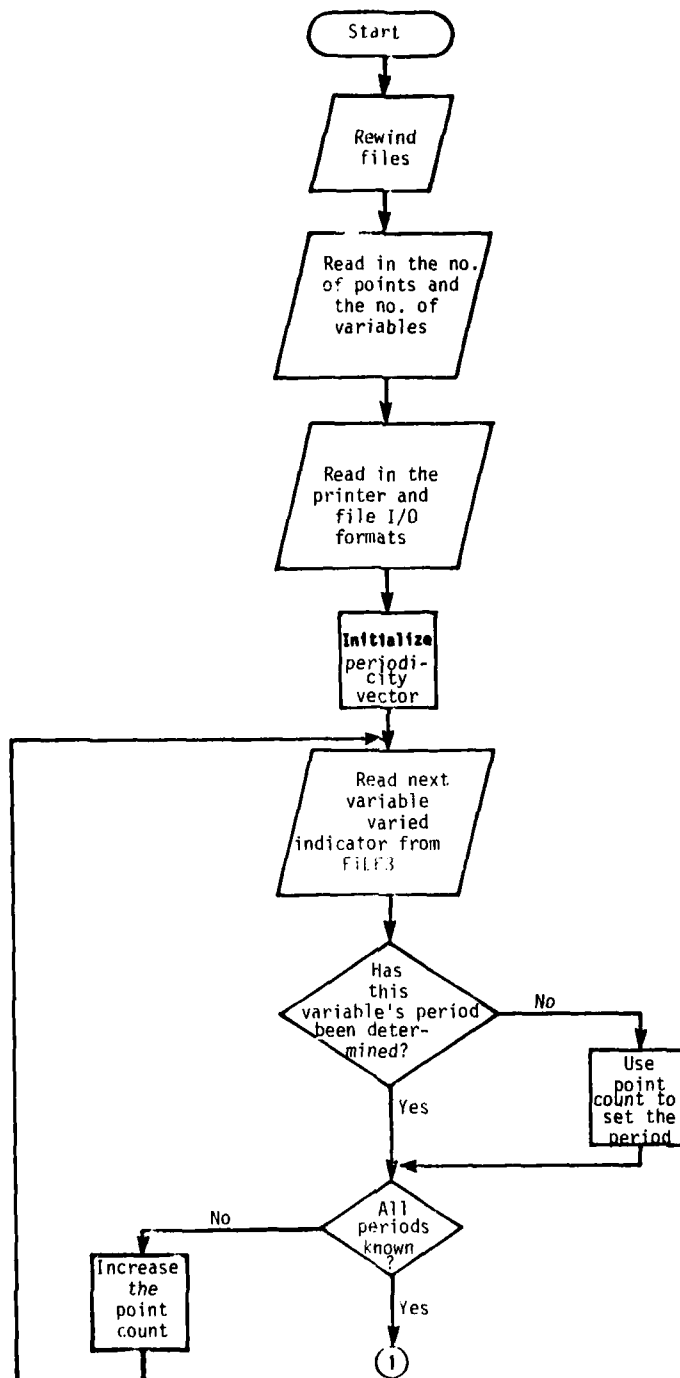 Start
Rewind
files
Read in the no.
of points and
the no. of
variables
Read in the
printer and
file I/O
formats
Initialize
periodi-
city
vector
Read next
variable
varied
indicator from
FILE3
Has
this
variable's period
been deter-
mined?
No
Use
point
count to
set the
period
Yes
All
periods
known
?
No
Increase
the
point
count
Yes
1